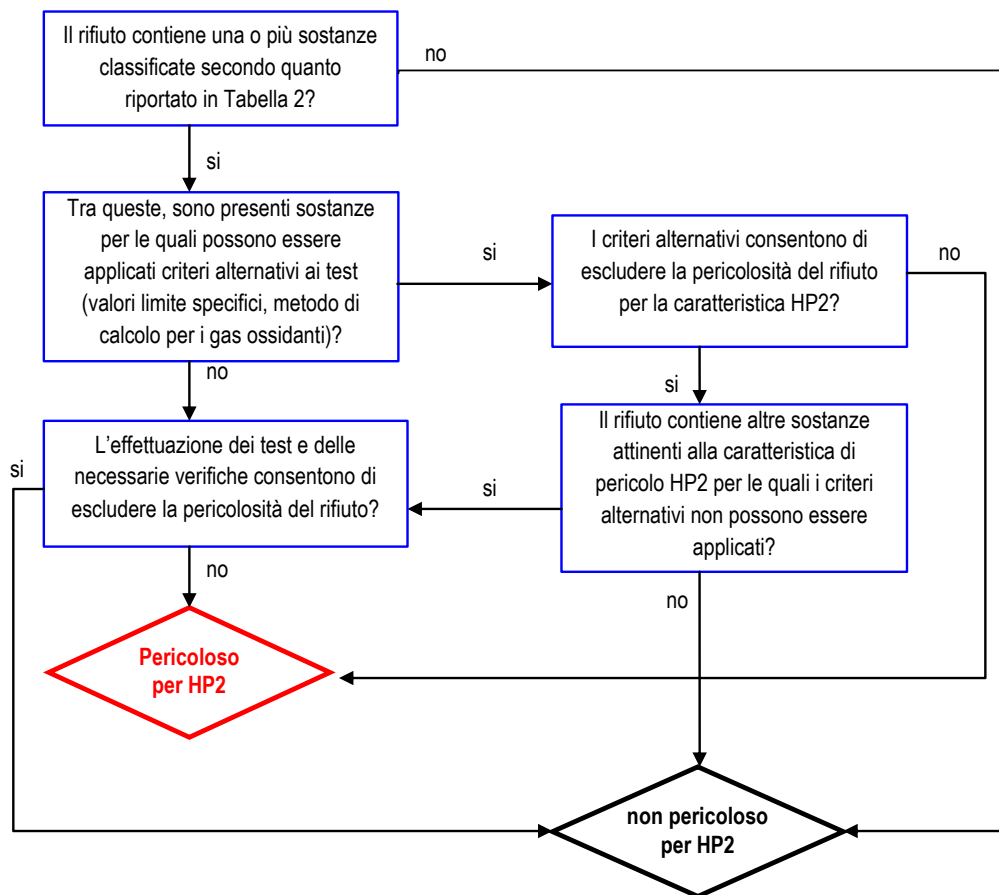 Il rifiuto contiene una o più sostanze
classificate secondo quanto
riportato in Tabella 2?
no
si
Tra queste, sono presenti sostanze
per le quali possono essere
applicati criteri alternativi ai test
(valori limite specifici, metodo di
calcolo per i gas ossidanti)?
si
I criteri alternativi consentono di
escludere la pericolosità del rifiuto
per la caratteristica HP2?
no
no
si
L’effettuazione dei test e delle
necessarie verifiche consentono di
escludere la pericolosità del rifiuto?
si
si
Il rifiuto contiene altre sostanze
attinenti alla caratteristica di
pericolo HP2 per le quali i criteri
alternativi non possono essere
applicati?
no
no
Pericoloso
per HP2
non pericoloso
per HP2